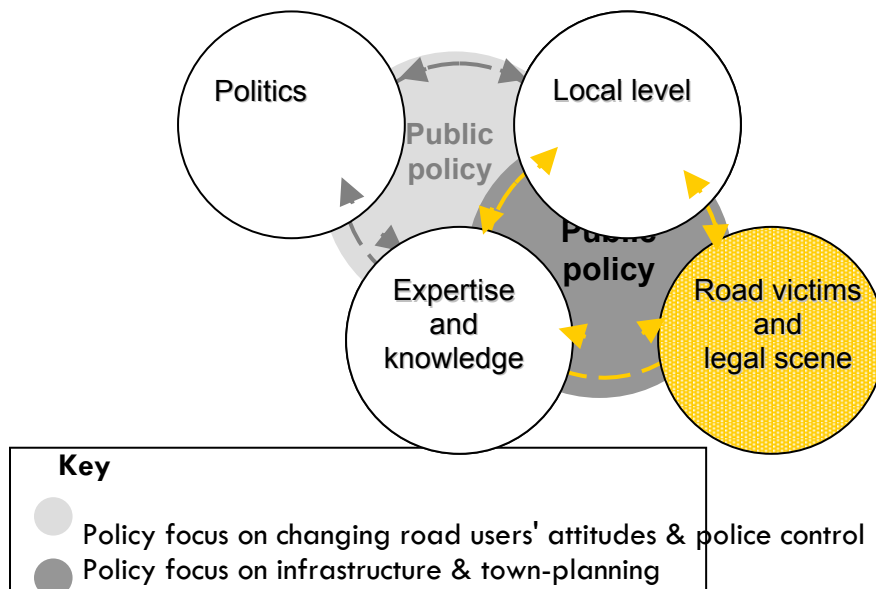 Politics
Local level
Public
policy
Public
policy
Expertise
and
knowledge
Road victims
and
legal scene
Key
Policy focus on changing road users' attitudes & police control
Policy focus on infrastructure & town-planning